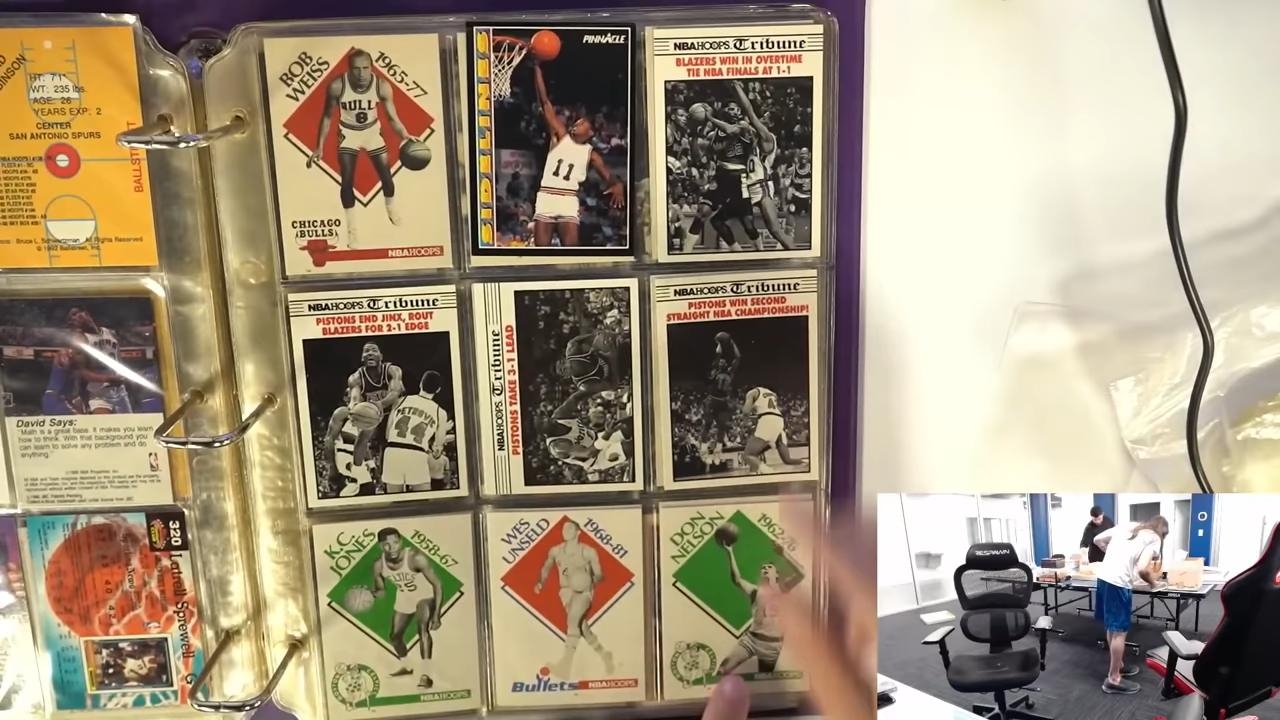 HT: 7'1"
WT: 235 lbs.
AGE: 26
YEARS EXP: 2
CENTER
SAN ANTONIO SPURS
BOB
WEISS
1965-77
BULLS
8
CHICAGO
BULLS
NBA HOOPS
SIDELINES
PINNACLE
11
NBA HOOPS Tribune
BLAZERS WIN IN OVERTIME
TIE NBA FINALS AT 1-1
David Says:
"Math is a great base. It makes you learn
how to think. With that background you
can learn to solve any problem and do
anything."
NBA HOOPS Tribune
PISTONS END JINX, ROUT
BLAZERS FOR 2-1 EDGE
PETROVIC
44
NBA HOOPS Tribune
PISTONS TAKE 3-1 LEAD
NBA HOOPS Tribune
PISTONS WIN SECOND
STRAIGHT NBA CHAMPIONSHIP!
320
Latrell Sprewell
K.C.
JONES
1958-67
NBA HOOPS
WES
UNSELD
1968-81
Bullets
NBA HOOPS
DON
NELSON
1962-76
NBA HOOPS
RESPAWN